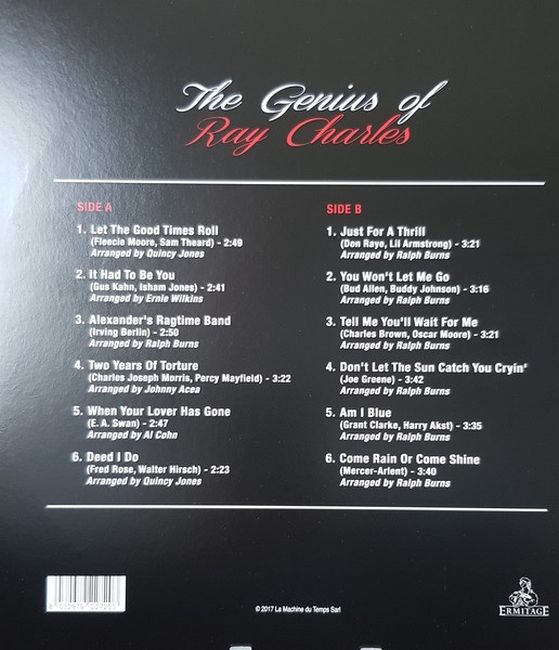 The Genius of
Ray Charles
SIDE A
1. Let The Good Times Roll
(Fleecie Moore, Sam Theard) - 2:49
Arranged by Quincy Jones
2. It Had To Be You
(Gus Kahn, Isham Jones) - 2:41
Arranged by Ernie Wilkins
3. Alexander's Ragtime Band
(Irving Berlin) - 2:50
Arranged by Ralph Burns
4. Two Years Of Torture
(Charles Joseph Morris, Percy Mayfield) - 3:22
Arranged by Johnny Acea
5. When Your Lover Has Gone
(E. A. Swan) - 2:47
Arranged by Al Cohn
6. Deed I Do
(Fred Rose, Walter Hirsch) - 2:23
Arranged by Quincy Jones
SIDE B
1. Just For A Thrill
(Don Raye, Lil Armstrong) - 3:21
Arranged by Ralph Burns
2. You Won't Let Me Go
(Bud Allen, Buddy Johnson) - 3:16
Arranged by Ralph Burns
3. Tell Me You'll Wait For Me
(Charles Brown, Oscar Moore) - 3:21
Arranged by Ralph Burns
4. Don't Let The Sun Catch You Cryin'
(Joe Greene) - 3:42
Arranged by Ralph Burns
5. Am I Blue
(Grant Clarke, Harry Akst) - 3:35
Arranged by Ralph Burns
6. Come Rain Or Come Shine
(Mercer-Arlent) - 3:40
Arranged by Ralph Burns
© 2017 La Machine du Temps Sarl
ERMITAGE